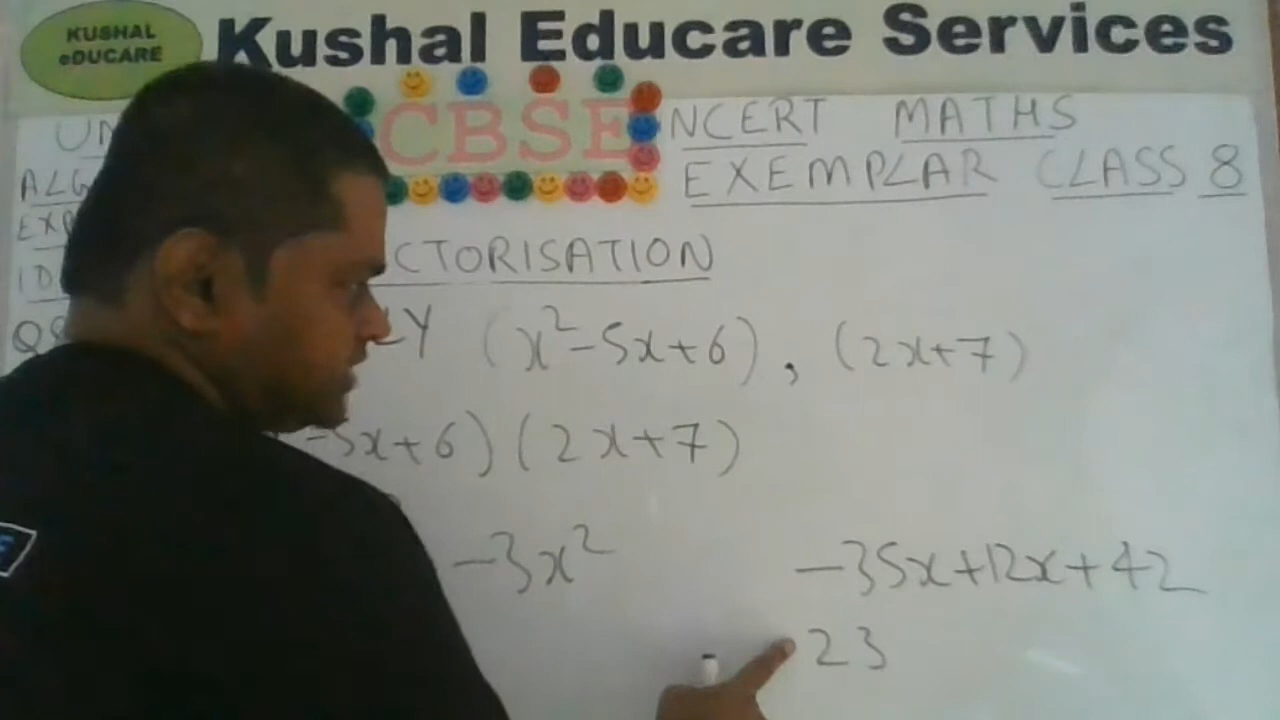 KUSHAL
eDUCARE
Kushal Educare Services
CBSE
NCERT MATHS
EXEMPLAR CLASS 8
CTORISATION
(x²-5x+6), (2x+7)
-5x+6)(2x+7)
-3x²
-35x+12x+42
23